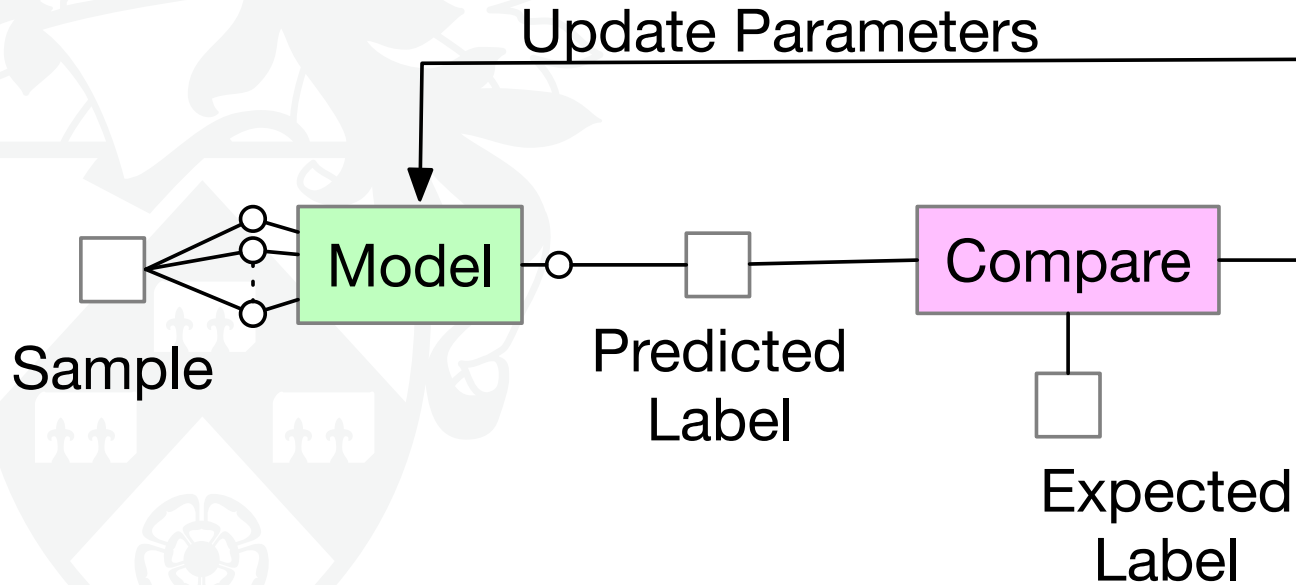 Update Parameters
Model
Compare
Sample
Predicted
Label
Expected
Label